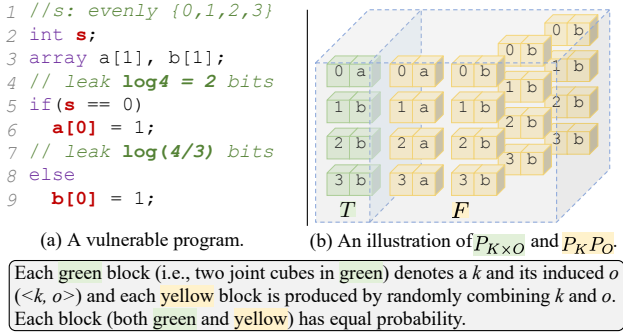 1 //s: evenly {0,1,2,3}
2 int s;
3 array a[1], b[1];
4 // leak log4 = 2 bits
5 if(s == 0)
6 a[0] = 1;
7 // leak log(4/3) bits
8 else
9 b[0] = 1;
(a) A vulnerable program.
0 b
0 b
1 b
0 a 0 a 0 b
1 b
2 b
1 b 1 a 1 b
2 b
3 b
2 b 2 a 2 b
3 b
3 b 3 a 3 b
T F
(b) An illustration of P_{K×O} and P_K P_O.
Each green block (i.e., two joint cubes in green) denotes a k and its induced o
(<k, o>) and each yellow block is produced by randomly combining k and o.
Each block (both green and yellow) has equal probability.